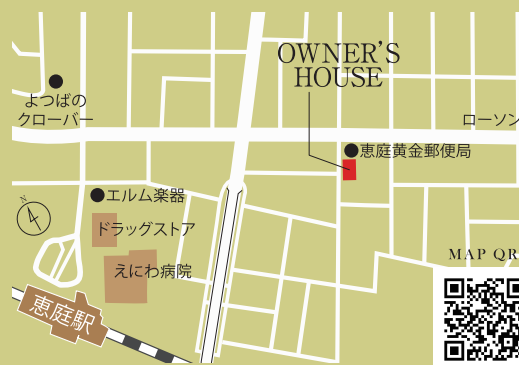 OWNER'S
HOUSE
よつばの
クローバー
ローソン
恵庭黄金郵便局
エルム楽器
N
ドラッグストア
えにわ病院
MAP QR
恵庭駅